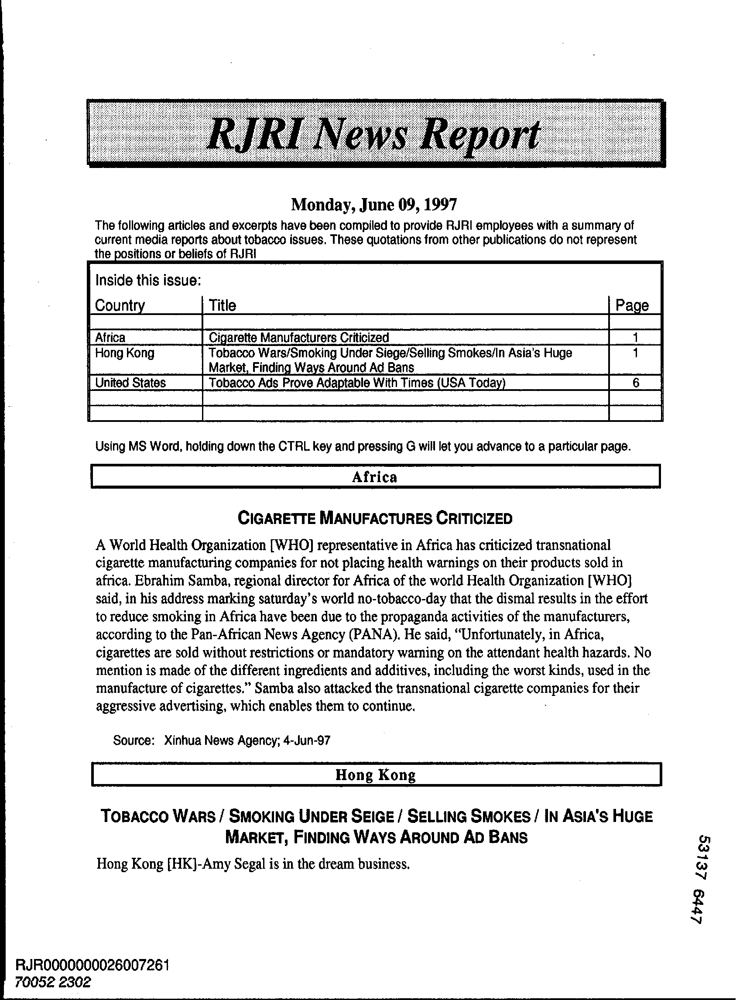 RJRI News Report
Monday, June 09, 1997
The following articles and excerpts have been compiled to provide RJRI employees with a summary of
current media reports about tobacco issues. These quotations from other publications do not represent
the positions or beliefs of RJRI
Inside this issue:
Country Title Page
Africa Cigarette Manufacturers Criticized 1
Hong Kong Tobacco Wars/Smoking Under Siege/Selling Smokes/In Asia's Huge 1
Market, Finding Ways Around Ad Bans
United States Tobacco Ads Prove Adaptable With Times (USA Today) 6
Using MS Word, holding down the CTRL key and pressing G will let you advance to a particular page.
Africa
CIGARETTE MANUFACTURES CRITICIZED
A World Health Organization [WHO] representative in Africa has criticized transnational
cigarette manufacturing companies for not placing health warnings on their products sold in
africa. Ebrahim Samba, regional director for Africa of the world Health Organization [WHO]
said, in his address marking saturday's world no-tobacco-day that the dismal results in the effort
to reduce smoking in Africa have been due to the propaganda activities of the manufacturers,
according to the Pan-African News Agency (PANA). He said, "Unfortunately, in Africa,
cigarettes are sold without restrictions or mandatory warning on the attendant health hazards. No
mention is made of the different ingredients and additives, including the worst kinds, used in the
manufacture of cigarettes." Samba also attacked the transnational cigarette companies for their
aggressive advertising, which enables them to continue.
Source: Xinhua News Agency; 4-Jun-97
Hong Kong
TOBACCO WARS / SMOKING UNDER SEIGE / SELLING SMOKES / IN ASIA'S HUGE
MARKET, FINDING WAYS AROUND AD BANS
Hong Kong [HK]-Amy Segal is in the dream business.
53137 6447
RJR0000000026007261
70052 2302